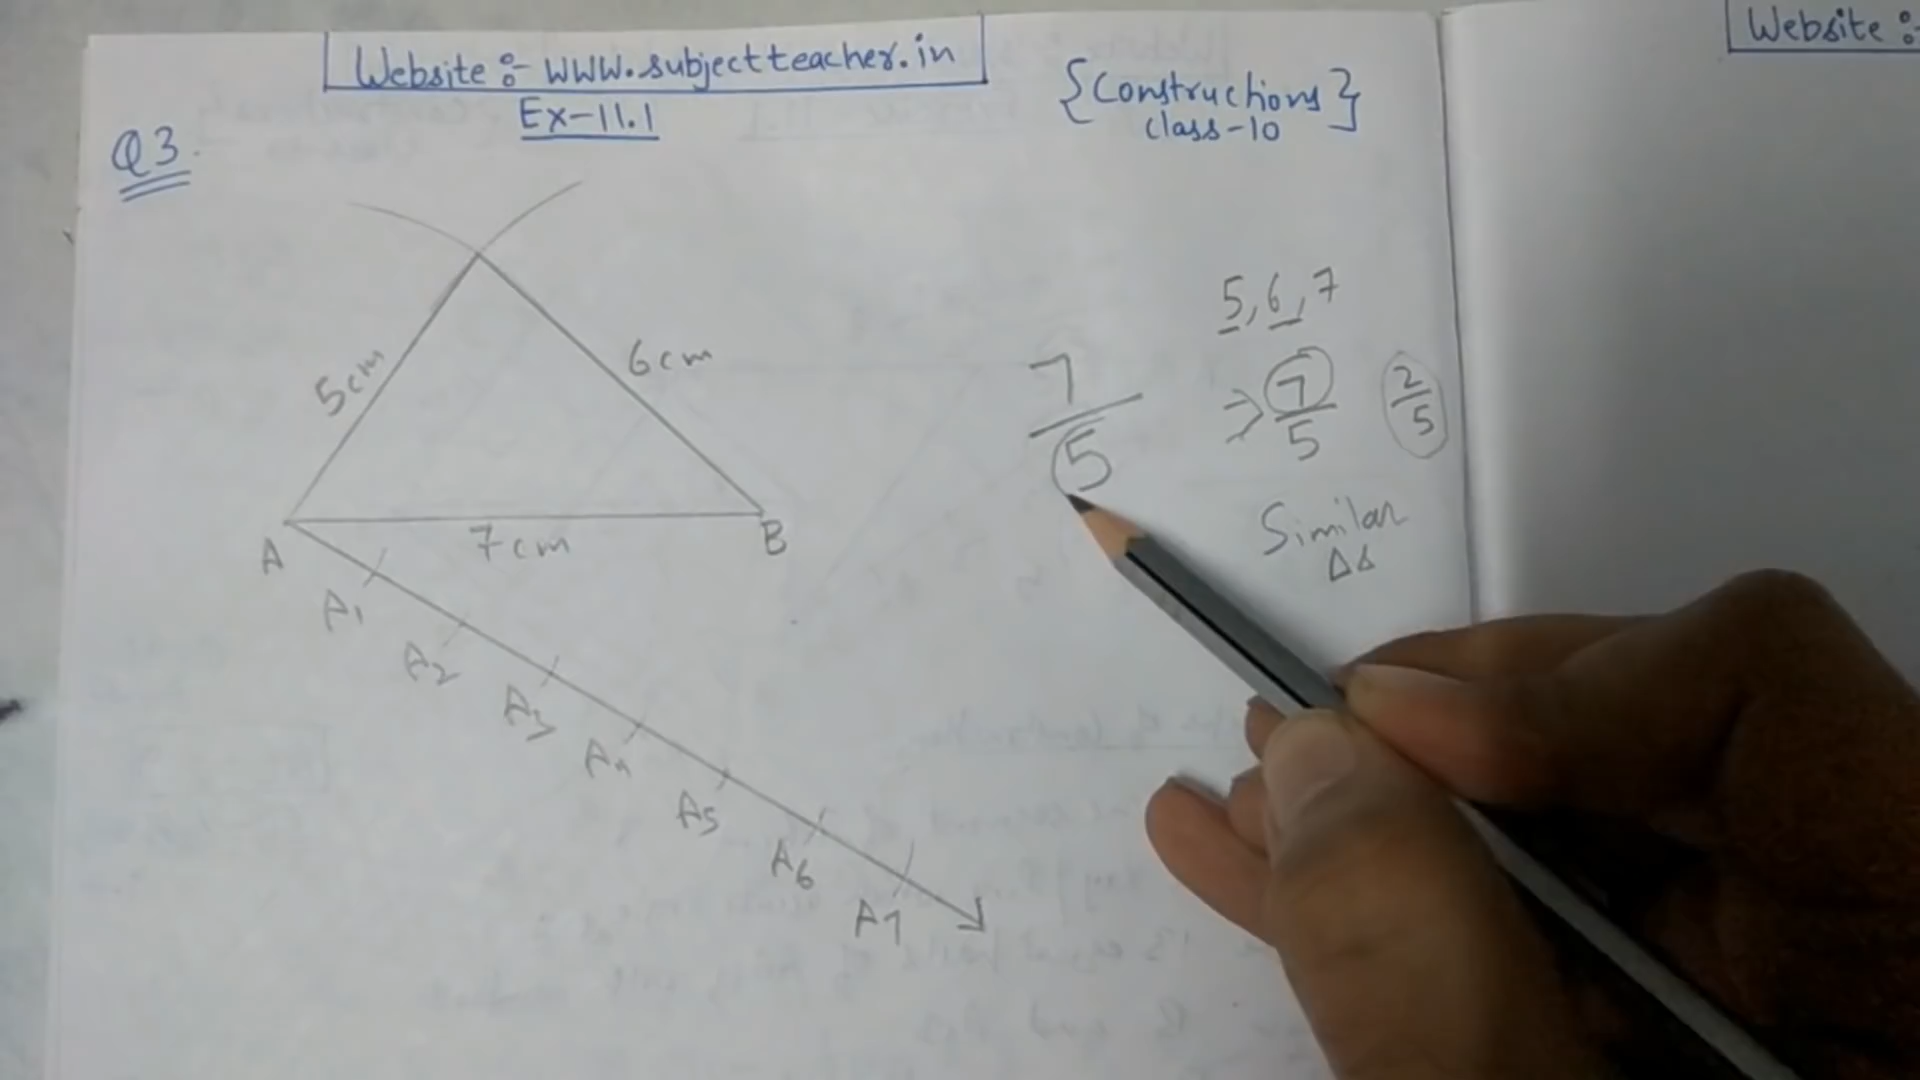 Website :- www.subjectteacher.in
Website :-
Ex-11.1
{Constructions}
Class-10
Q3.
5cm
6cm
7cm
A
B
A1
A2
A3
A4
A5
A6
A7
7
5
5, 6, 7
⇒ 7
5
2
5
Similar
Δs